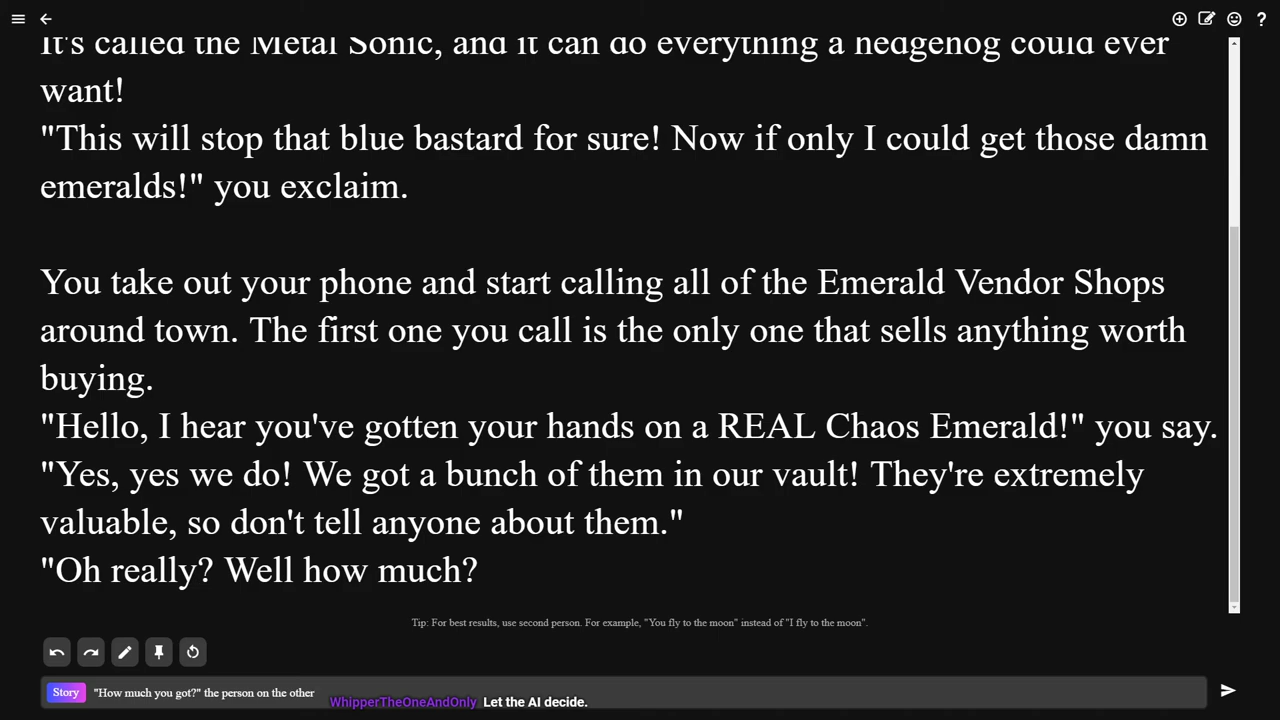 It's called the Metal Sonic, and it can do everything a hedgehog could ever
want!
"This will stop that blue bastard for sure! Now if only I could get those damn
emeralds!" you exclaim.
You take out your phone and start calling all of the Emerald Vendor Shops
around town. The first one you call is the only one that sells anything worth
buying.
"Hello, I hear you've gotten your hands on a REAL Chaos Emerald!" you say.
"Yes, yes we do! We got a bunch of them in our vault! They're extremely
valuable, so don't tell anyone about them."
"Oh really? Well how much?
Tip: For best results, use second person. For example, "You fly to the moon" instead of "I fly to the moon".
Story "How much you got?" the person on the other
WhipperTheOneAndOnly Let the AI decide.